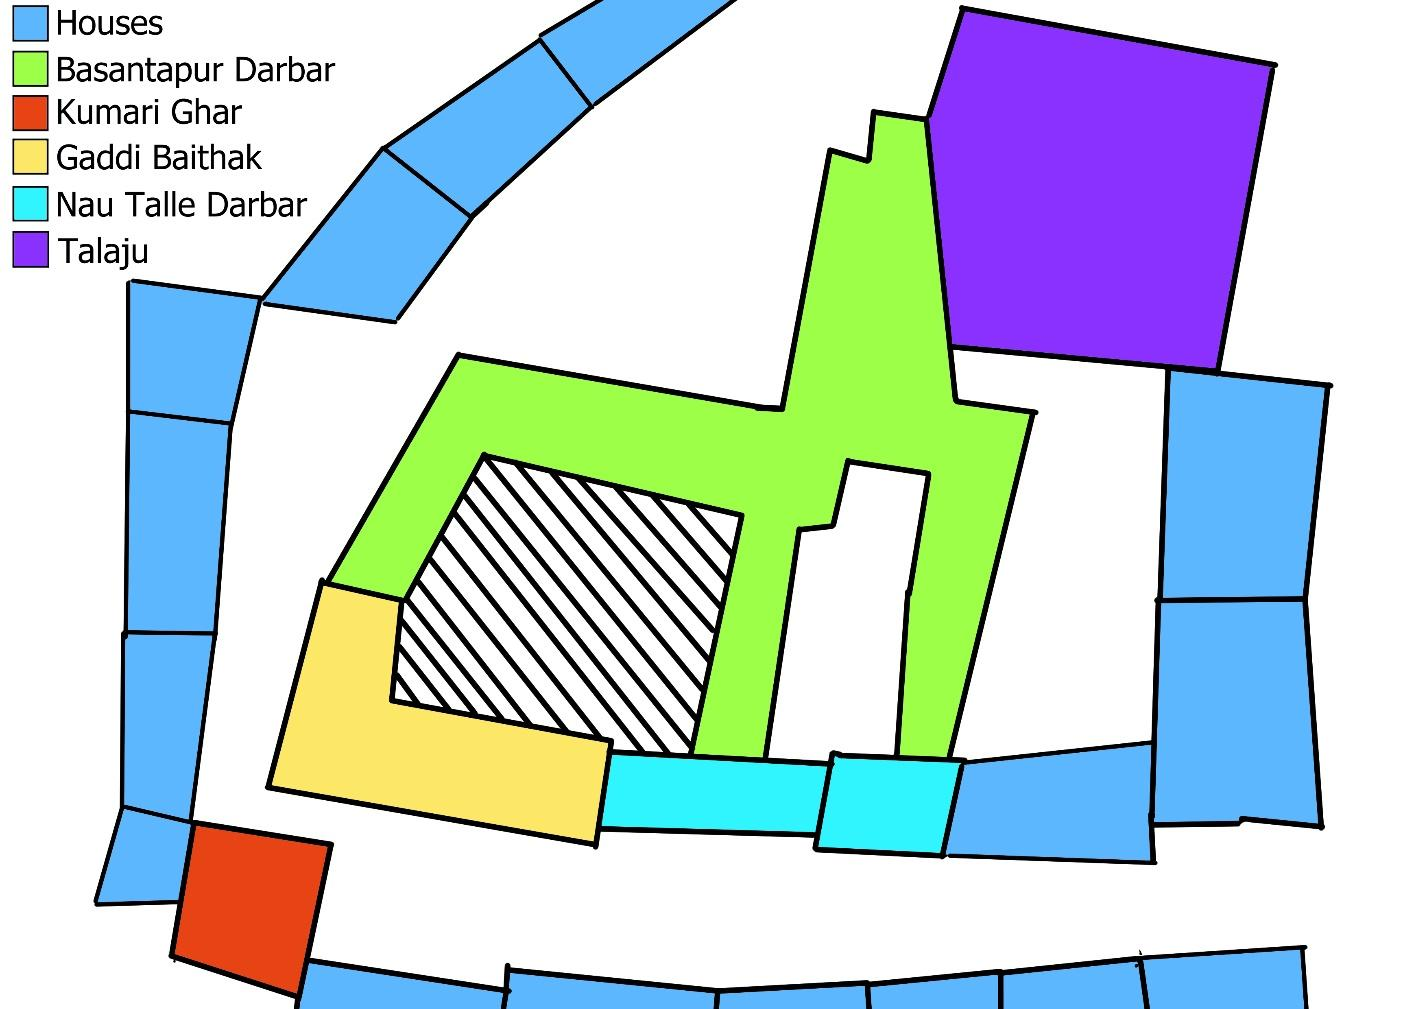 Houses
Basantapur Darbar
Kumari Ghar
Gaddi Baithak
Nau Talle Darbar
Talaju